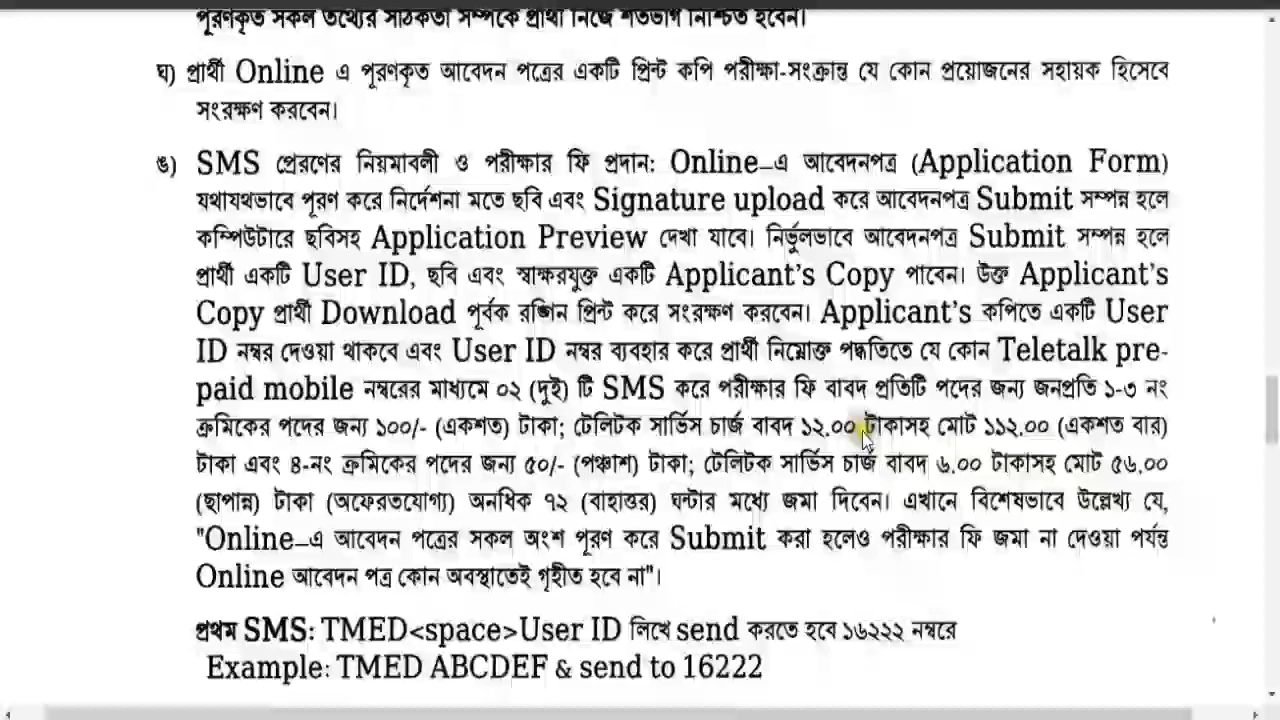 পূরণকৃত সকল তথ্যের সঠিকতা সম্পর্কে প্রার্থী নিজে শতভাগ নিশ্চিত হবেন।
ঘ) প্রার্থী Online এ পূরণকৃত আবেদন পত্রের একটি প্রিন্ট কপি পরীক্ষা-সংক্রান্ত যে কোন প্রয়োজনের সহায়ক হিসেবে
সংরক্ষণ করবেন।
ঙ) SMS প্রেরণের নিয়মাবলী ও পরীক্ষার ফি প্রদান: Online–এ আবেদনপত্র (Application Form)
যথাযথভাবে পূরণ করে নির্দেশনা মতে ছবি এবং Signature upload করে আবেদনপত্র Submit সম্পন্ন হলে
কম্পিউটারে ছবিসহ Application Preview দেখা যাবে। নির্ভুলভাবে আবেদনপত্র Submit সম্পন্ন হলে
প্রার্থী একটি User ID, ছবি এবং স্বাক্ষরযুক্ত একটি Applicant's Copy পাবেন। উক্ত Applicant's
Copy প্রার্থী Download পূর্বক রঙ্গিন প্রিন্ট করে সংরক্ষণ করবেন। Applicant's কপিতে একটি User
ID নম্বর দেওয়া থাকবে এবং User ID নম্বর ব্যবহার করে প্রার্থী নিম্নোক্ত পদ্ধতিতে যে কোন Teletalk pre-
paid mobile নম্বরের মাধ্যমে ০২ (দুই) টি SMS করে পরীক্ষার ফি বাবদ প্রতিটি পদের জন্য জনপ্রতি ১-৩ নং
ক্রমিকের পদের জন্য ১০০/- (একশত) টাকা; টেলিটক সার্ভিস চার্জ বাবদ ১২.০০ টাকাসহ মোট ১১২.০০ (একশত বার)
টাকা এবং ৪-নং ক্রমিকের পদের জন্য ৫০/- (পঞ্চাশ) টাকা; টেলিটক সার্ভিস চার্জ বাবদ ৬.০০ টাকাসহ মোট ৫৬.০০
(ছাপান্ন) টাকা (অফেরতযোগ্য) অনধিক ৭২ (বাহাত্তর) ঘন্টার মধ্যে জমা দিবেন। এখানে বিশেষভাবে উল্লেখ্য যে,
"Online–এ আবেদন পত্রের সকল অংশ পূরণ করে Submit করা হলেও পরীক্ষার ফি জমা না দেওয়া পর্যন্ত
Online আবেদন পত্র কোন অবস্থাতেই গৃহীত হবে না"।
প্রথম SMS: TMED<space>User ID লিখে send করতে হবে ১৬২২২ নম্বরে
Example: TMED ABCDEF & send to 16222